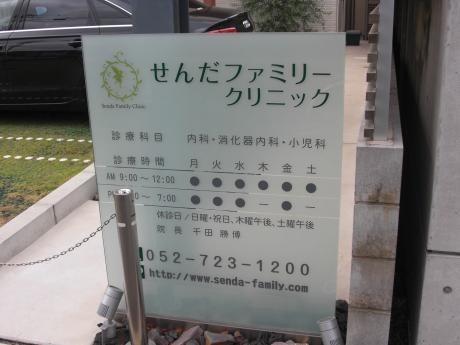 せんだファミリー
クリニック
Senda Family Clinic
診療科目 内科・消化器内科・小児科
診療時間 月 火 水 木 金 土
AM 9:00～12:00 ● ● ● ● ● ●
7:00 ● ● ● － ● －
休診日/日曜・祝日、木曜午後、土曜午後
院長 千田 勝博
052-723-1200
http://www.senda-family.com